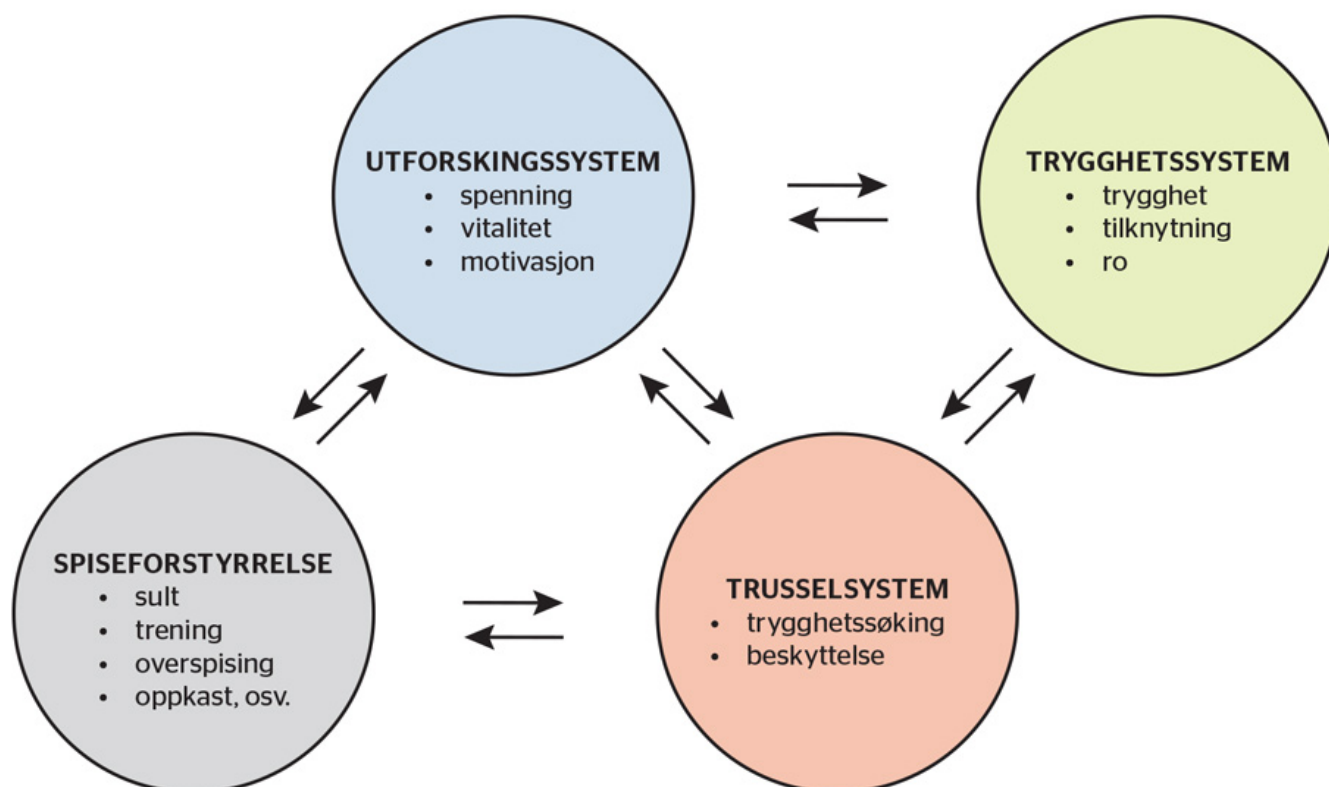 UTFORSKINGSSYSTEM
• spenning
• vitalitet
• motivasjon
TRYGGHETSSYSTEM
• trygghet
• tilknytning
• ro
SPISEFORSTYRRELSE
• sult
• trening
• overspising
• oppkast, osv.
TRUSSELSYSTEM
• trygghetssøking
• beskyttelse